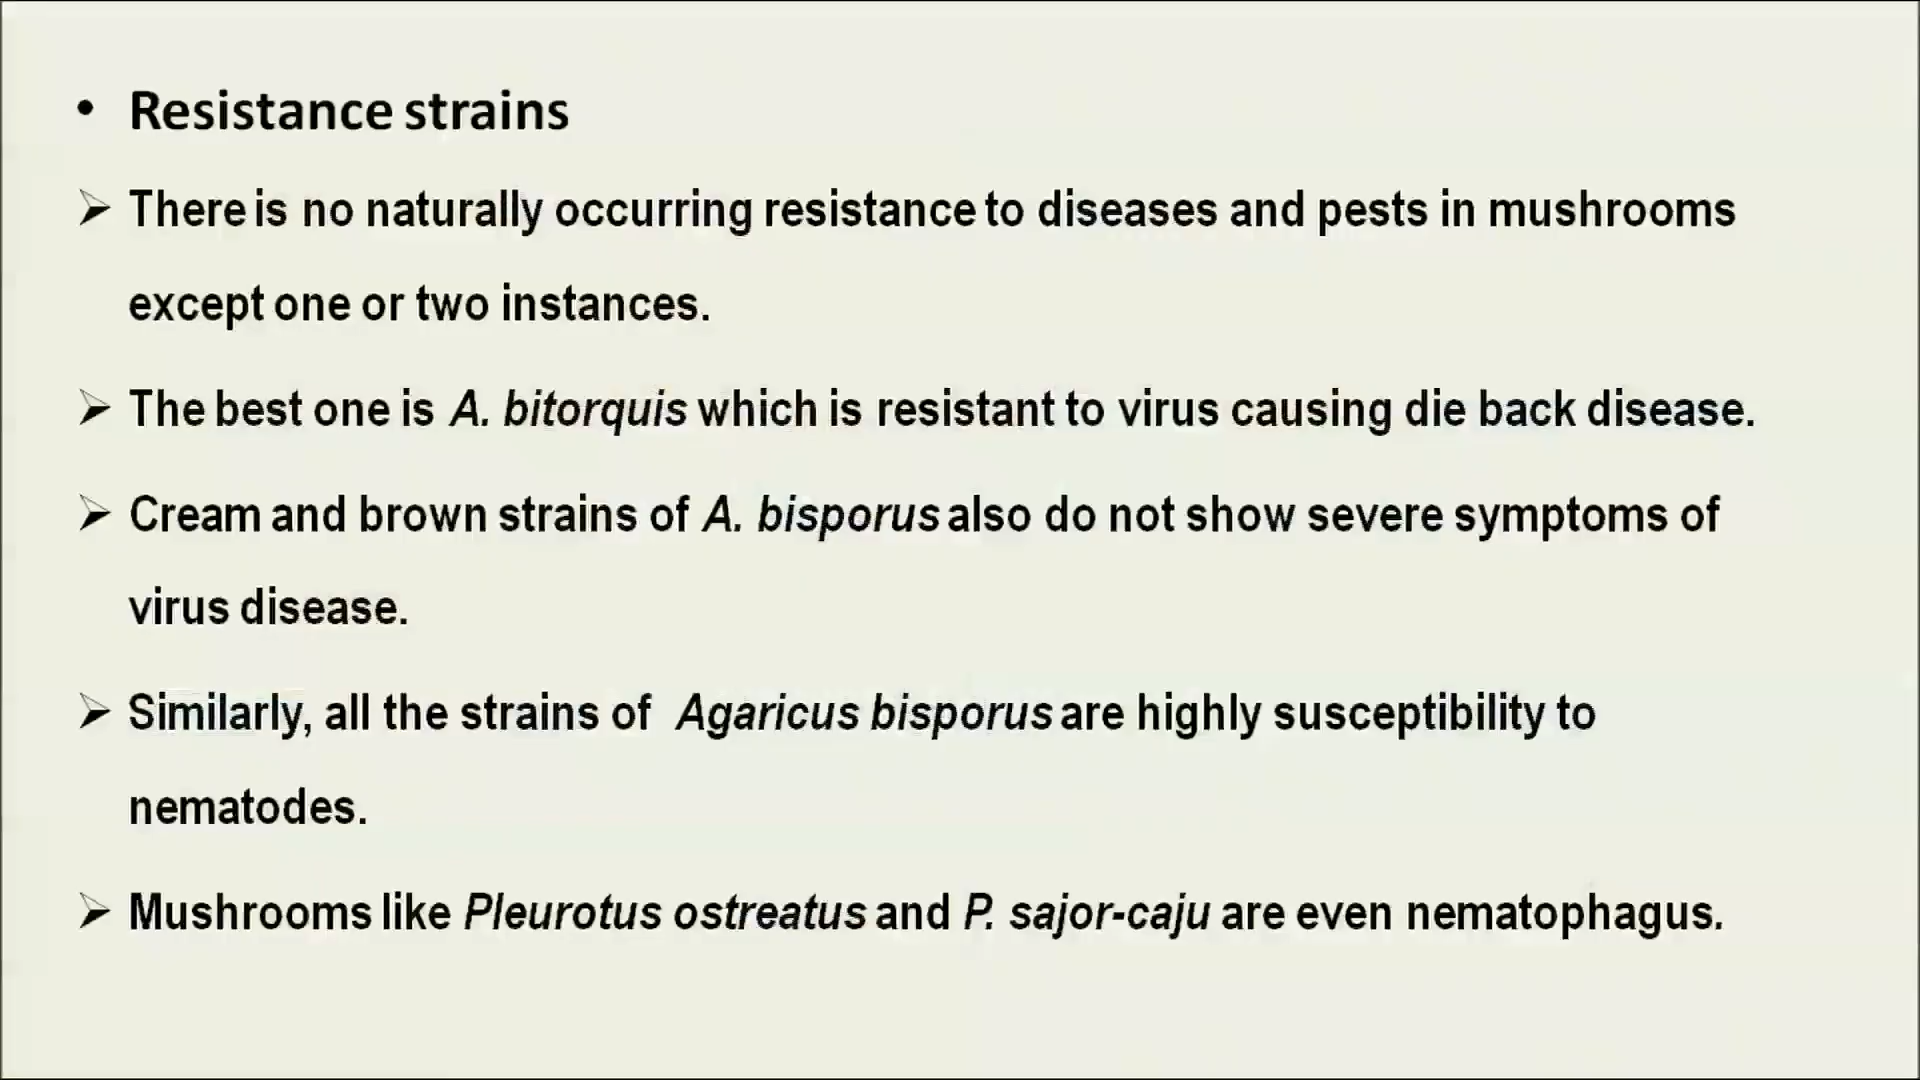 • Resistance strains
➢ There is no naturally occurring resistance to diseases and pests in mushrooms
except one or two instances.
➢ The best one is A. bitorquis which is resistant to virus causing die back disease.
➢ Cream and brown strains of A. bisporus also do not show severe symptoms of
virus disease.
➢ Similarly, all the strains of Agaricus bisporus are highly susceptibility to
nematodes.
➢ Mushrooms like Pleurotus ostreatus and P. sajor-caju are even nematophagus.